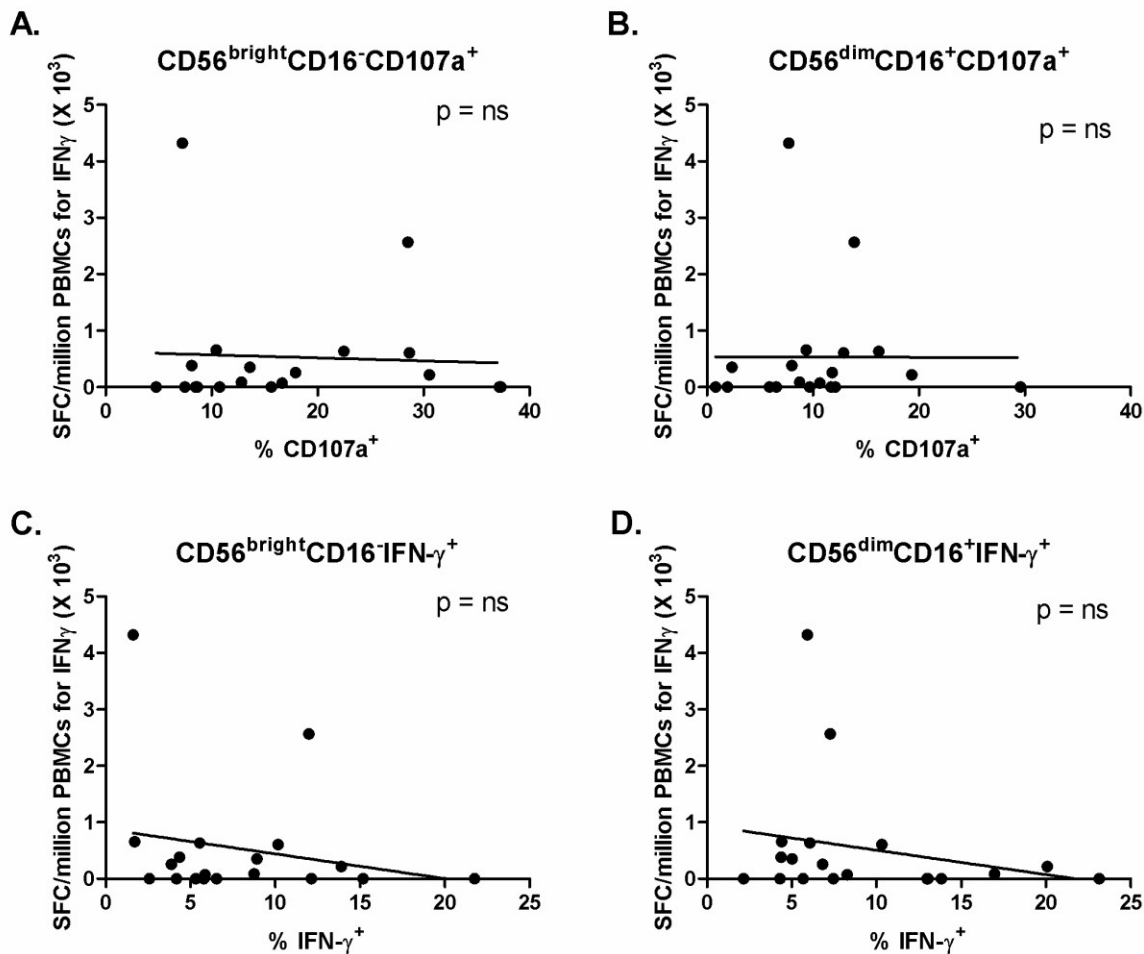 A.
CD56brightCD16-CD107a+
p = ns
SFC/million PBMCs for IFNγ (X 10³)
5
4
3
2
1
0
0 10 20 30 40
% CD107a+
B.
CD56dimCD16+CD107a+
p = ns
SFC/million PBMCs for IFNγ (X 10³)
5
4
3
2
1
0
0 10 20 30 40
% CD107a+
C.
CD56brightCD16-IFN-γ+
p = ns
SFC/million PBMCs for IFNγ (X 10³)
5
4
3
2
1
0
0 5 10 15 20 25
% IFN-γ+
D.
CD56dimCD16+IFN-γ+
p = ns
SFC/million PBMCs for IFNγ (X 10³)
5
4
3
2
1
0
0 5 10 15 20 25
% IFN-γ+